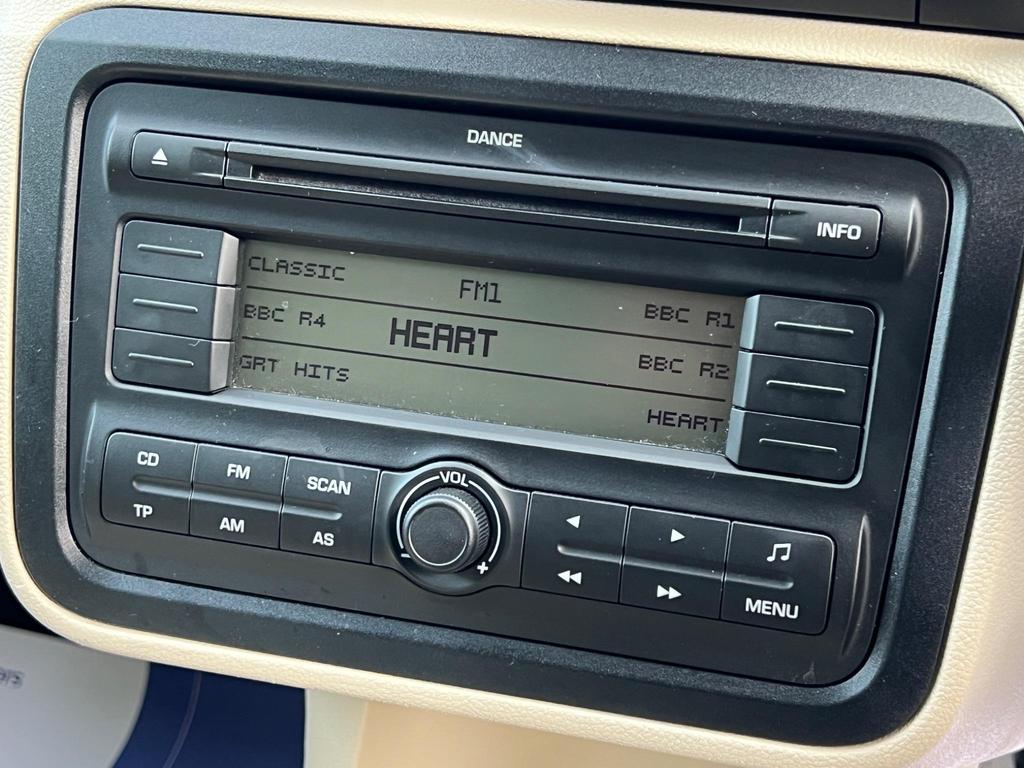 DANCE
INFO
CLASSIC
FM1
BBC R1
BBC R4
HEART
BBC R2
GRT HITS
HEART
CD
FM
SCAN
VOL
TP
AM
AS
- +
MENU